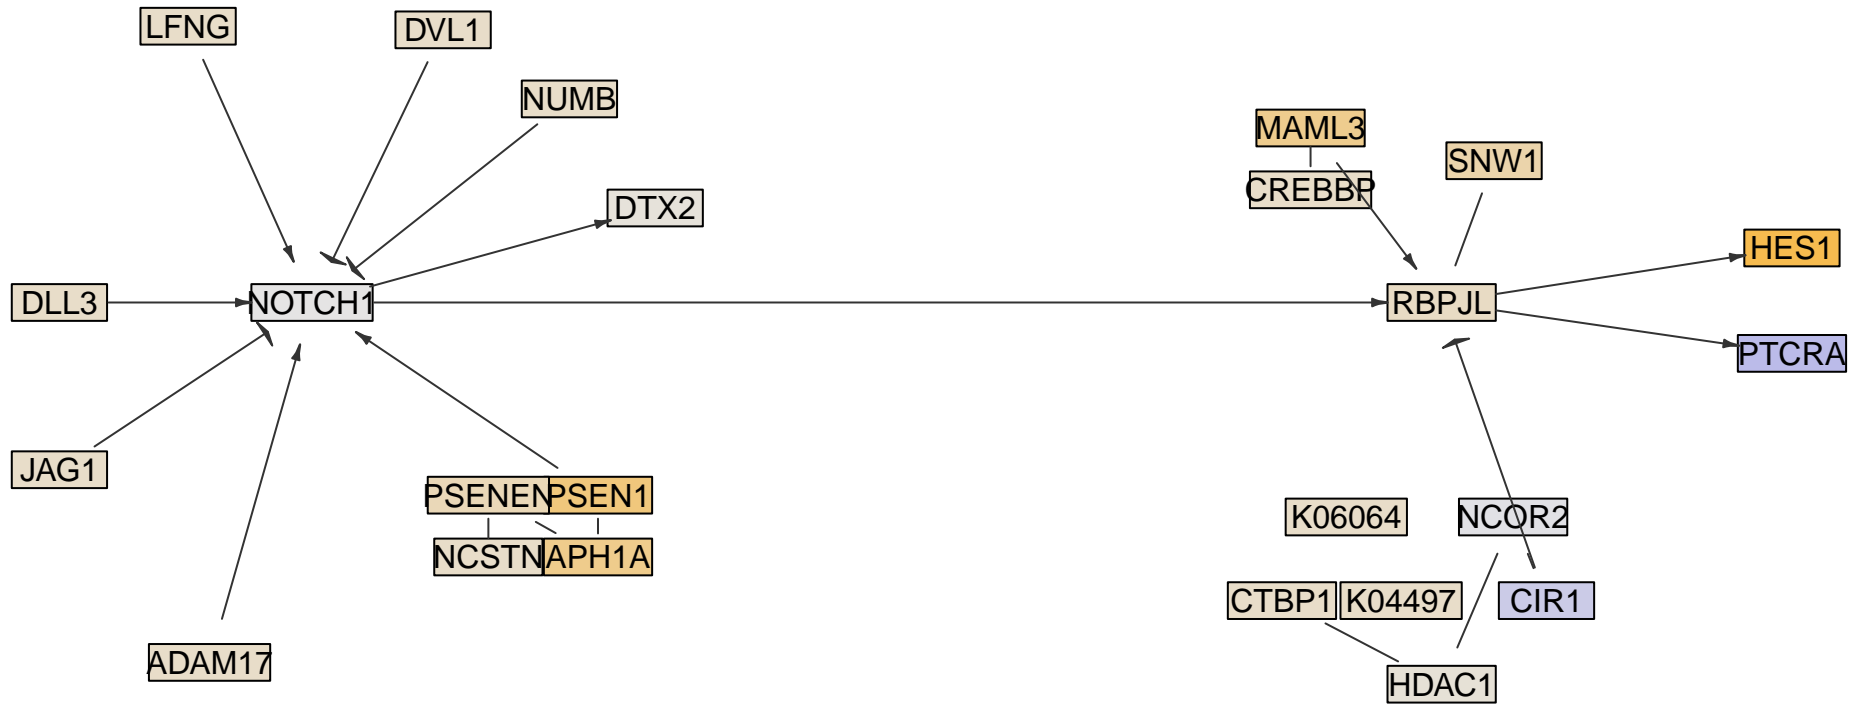 LFNG
DVL1
NUMB
MAML3
SNW1
CREBBP
DTX2
HES1
DLL3
NOTCH1
RBPJL
PTCRA
JAG1
PSENEN
PSEN1
K06064
NCOR2
NCSTN
APH1A
CTBP1
K04497
CIR1
ADAM17
HDAC1